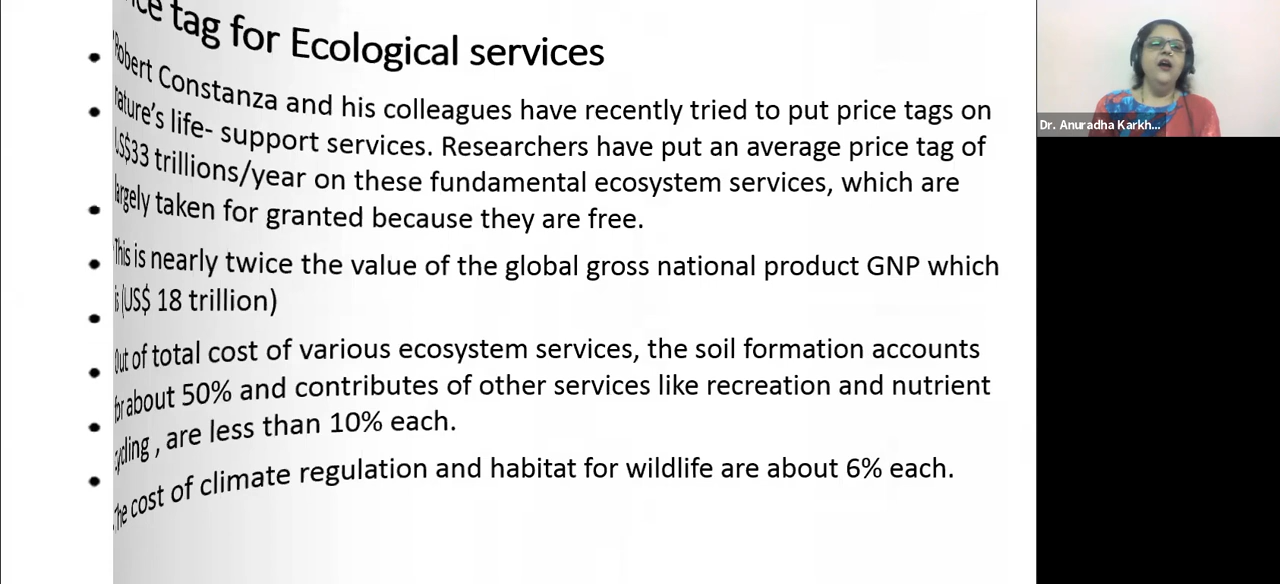 ce tag for Ecological services
Robert Constanza and his colleagues have recently tried to put price tags on
nature's life- support services. Researchers have put an average price tag of
US$33 trillions/year on these fundamental ecosystem services, which are
largely taken for granted because they are free.
This is nearly twice the value of the global gross national product GNP which
is (US$ 18 trillion)
Out of total cost of various ecosystem services, the soil formation accounts
for about 50% and contributes of other services like recreation and nutrient
cycling , are less than 10% each.
The cost of climate regulation and habitat for wildlife are about 6% each.
Dr. Anuradha Karkh...